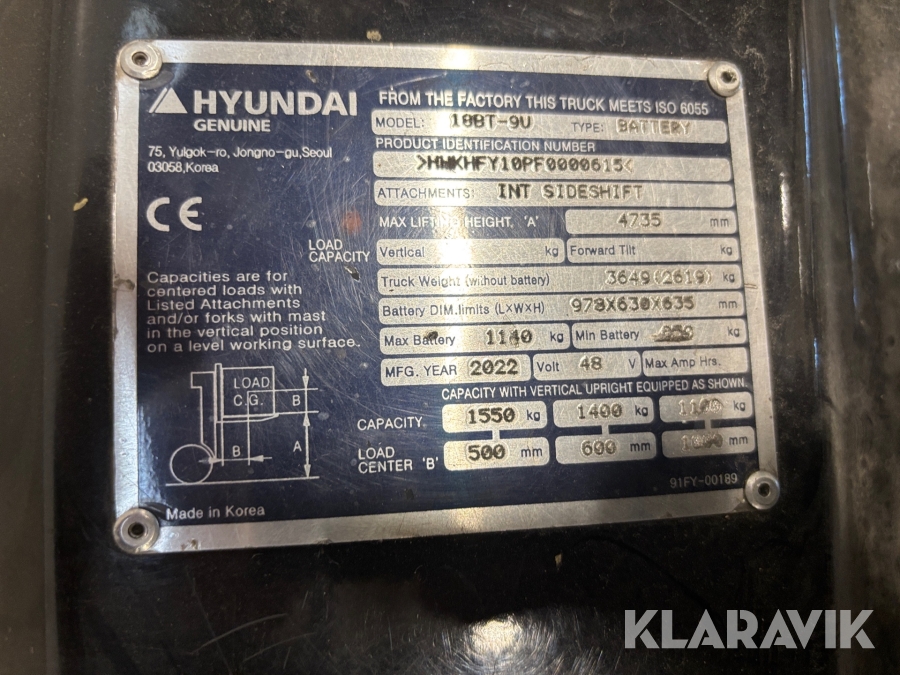 HYUNDAI
GENUINE
75, Yulgok-ro, Jongno-gu,Seoul
03058,Korea
CE
FROM THE FACTORY THIS TRUCK MEETS ISO 6055
MODEL: 18BT-9U TYPE: BATTERY
PRODUCT IDENTIFICATION NUMBER
>HHKHFY10PF0000615<
ATTACHMENTS: INT SIDESHIFT
MAX LIFTING HEIGHT. 'A' 4735 mm
LOAD CAPACITY Vertical kg Forward Tilt kg
Truck Weight (without battery) 3649(2619) kg
Battery DIM.limits (LxWxH) 978X630X635 mm
Max Battery 1140 kg Min Battery kg
MFG. YEAR 2022 Volt 48 V Max Amp Hrs.
CAPACITY WITH VERTICAL UPRIGHT EQUIPPED AS SHOWN.
CAPACITY. 1550 kg 1400 kg kg
LOAD CENTER 'B' 500 mm 600 mm mm
91FY-00189
Capacities are for
centered loads with
Listed Attachments
and/or forks with mast
in the vertical position
on a level working surface.
LOAD
C.G.
B
B
A
Made in Korea
KLARAVIK